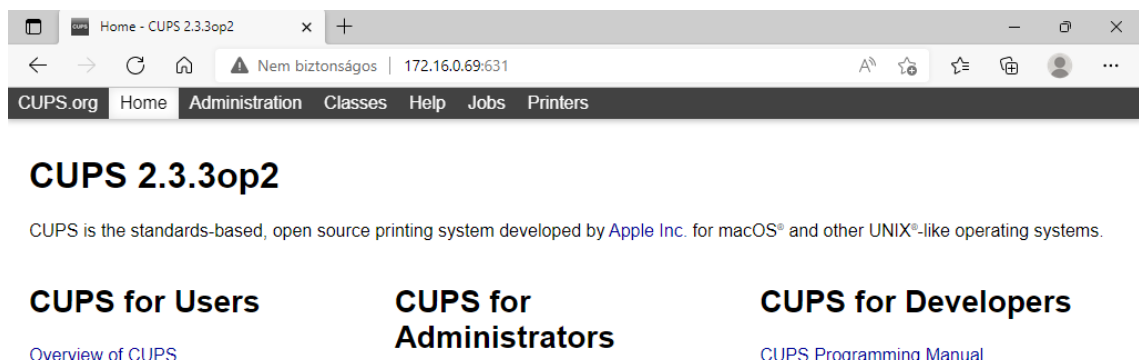 CUPS Home - CUPS 2.3.3op2
Nem biztonságos | 172.16.0.69:631
CUPS.org Home Administration Classes Help Jobs Printers
CUPS 2.3.3op2
CUPS is the standards-based, open source printing system developed by Apple Inc. for macOS® and other UNIX®-like operating systems.
CUPS for Users
Overview of CUPS
CUPS for
Administrators
CUPS for Developers
CUPS Programming Manual